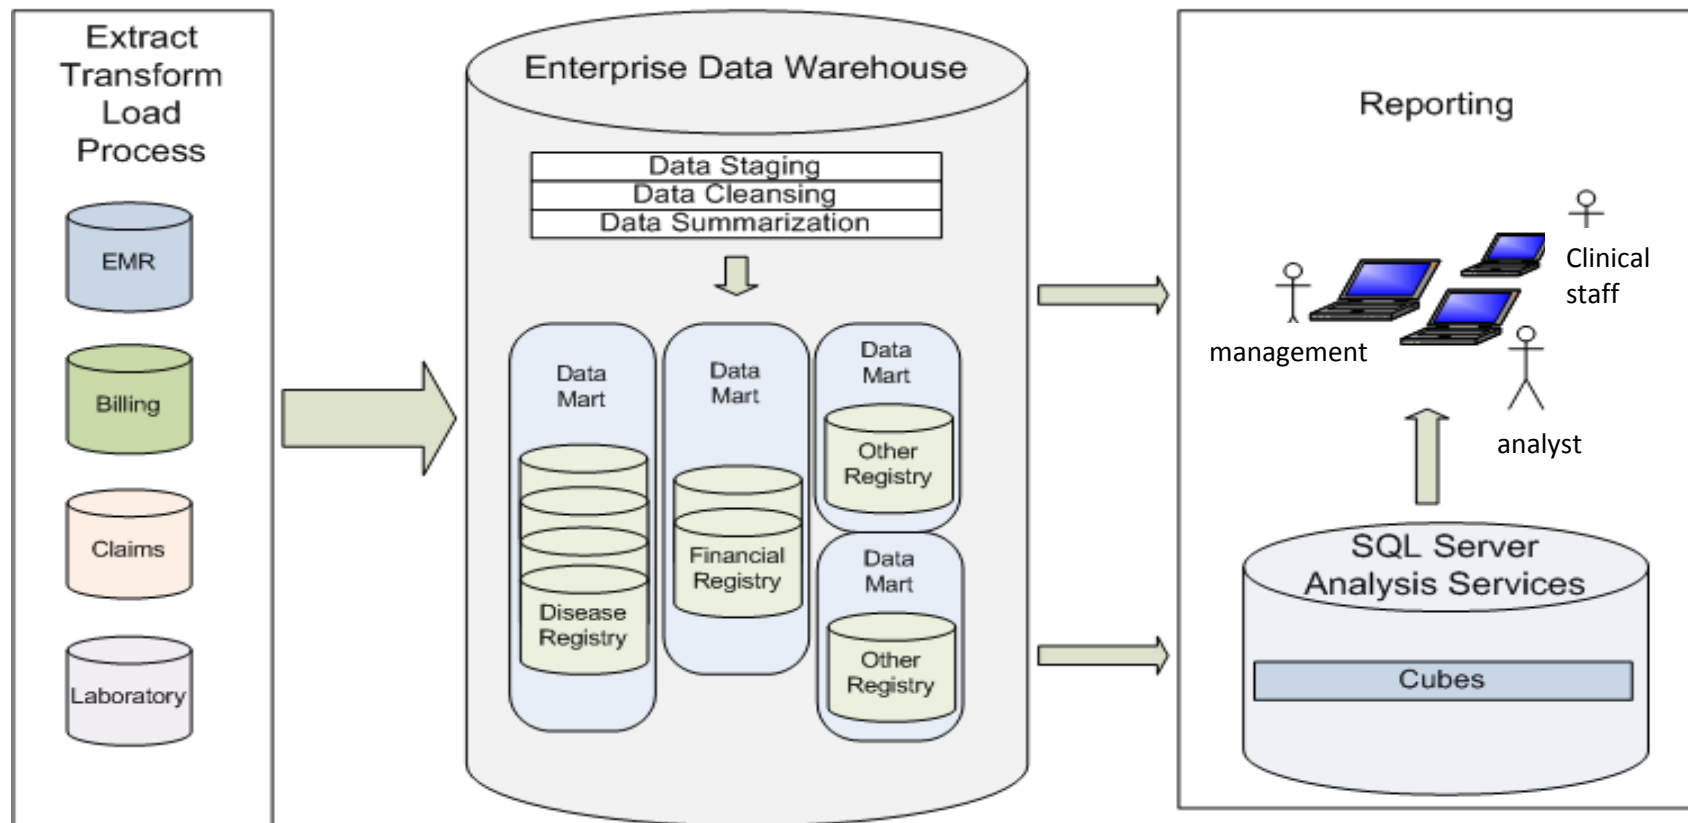 Extract
Transform
Load
Process
EMR
Billing
Claims
Laboratory
Enterprise Data Warehouse
Data Staging
Data Cleansing
Data Summarization
Data
Mart
Disease
Registry
Data
Mart
Financial
Registry
Data
Mart
Other
Registry
Data
Mart
Other
Registry
Reporting
Clinical
staff
management
analyst
SQL Server
Analysis Services
Cubes